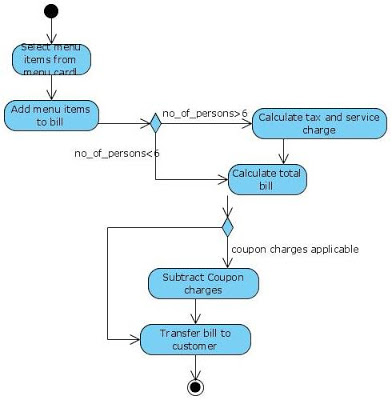 Select menu
items from
menu card
Add menu items
to bill
no_of_persons>6
Calculate tax and service
charge
no_of_persons<6
Calculate total
bill
coupon charges applicable
Subtract Coupon
charges
Transfer bill to
customer